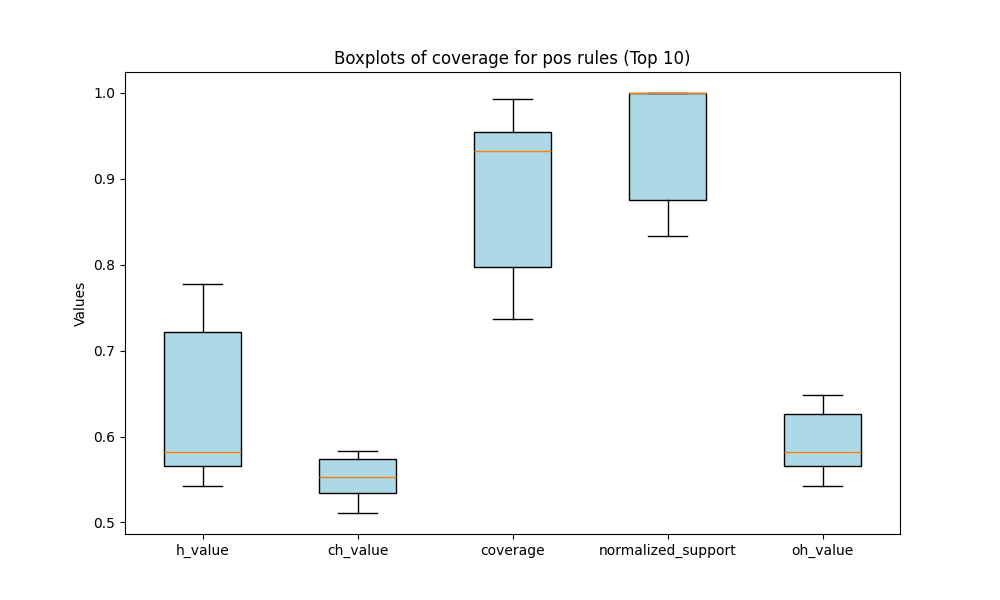 Boxplots of coverage for pos rules (Top 10)
Values
1.0
0.9
0.8
0.7
0.6
0.5
h_value ch_value coverage normalized_support oh_value